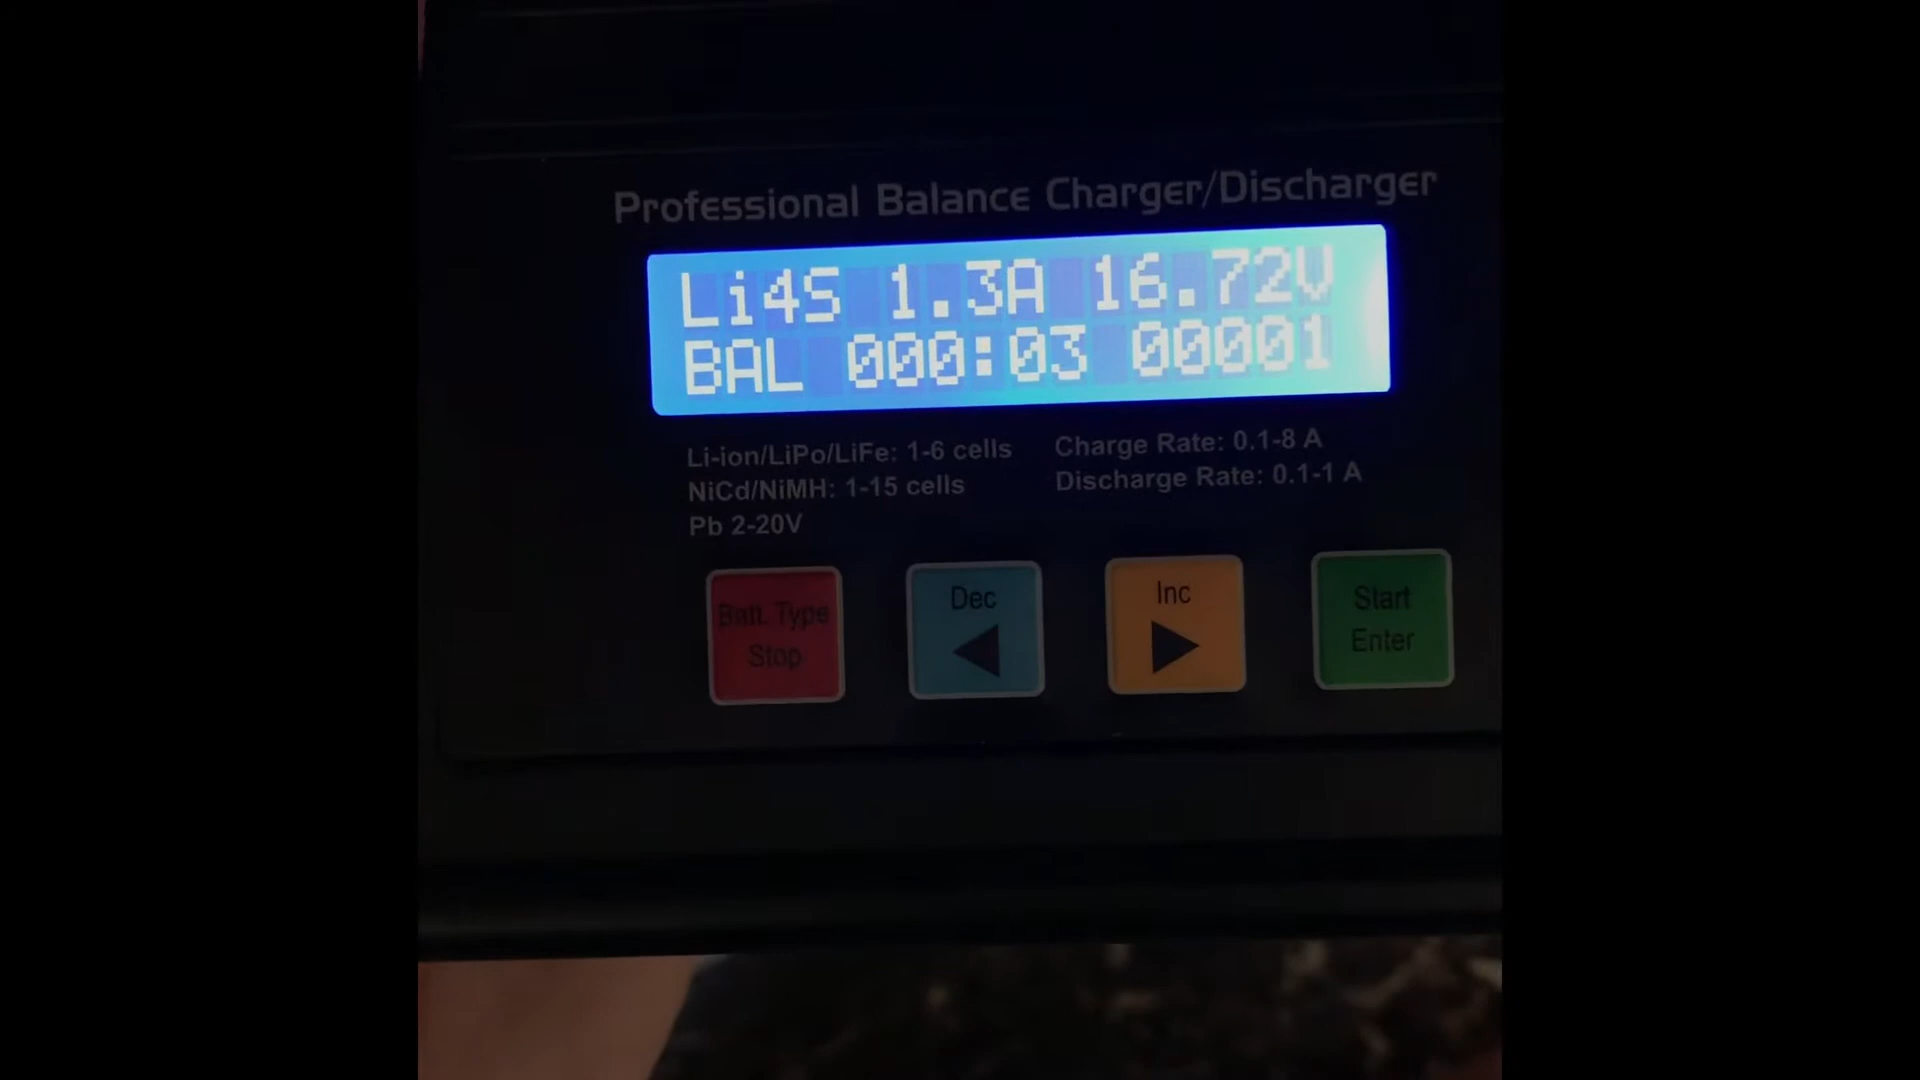 Professional Balance Charger/Discharger
Li4S 1.3A 16.72V
BAL 000:03 00001
Li-ion/LiPo/LiFe: 1-6 cells
NiCd/NiMH: 1-15 cells
Pb 2-20V
Charge Rate: 0.1-8 A
Discharge Rate: 0.1-1 A
Batt. Type
Stop
Dec
Inc
Start
Enter